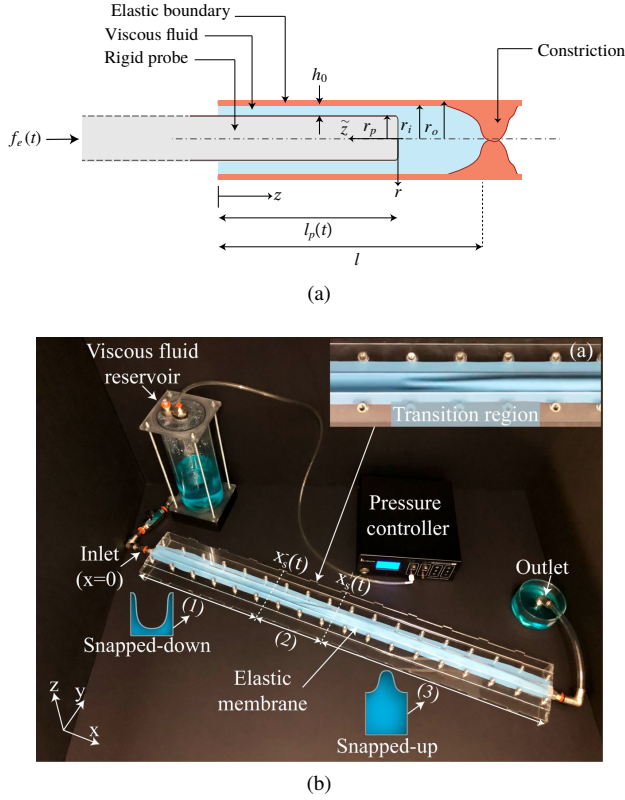 Elastic boundary
Viscous fluid
Rigid probe
h₀
Constriction
fₑ(t)
z̃
rₚ
rᵢ
rₒ
r
z
lₚ(t)
l
(a)
Viscous fluid
reservoir
(a)
Transition region
Pressure
controller
Inlet
(x=0)
xₛ⁻(t)
xₛ(t)
Outlet
(1)
Snapped-down
(2)
Elastic
membrane
(3)
Snapped-up
z
y
x
(b)